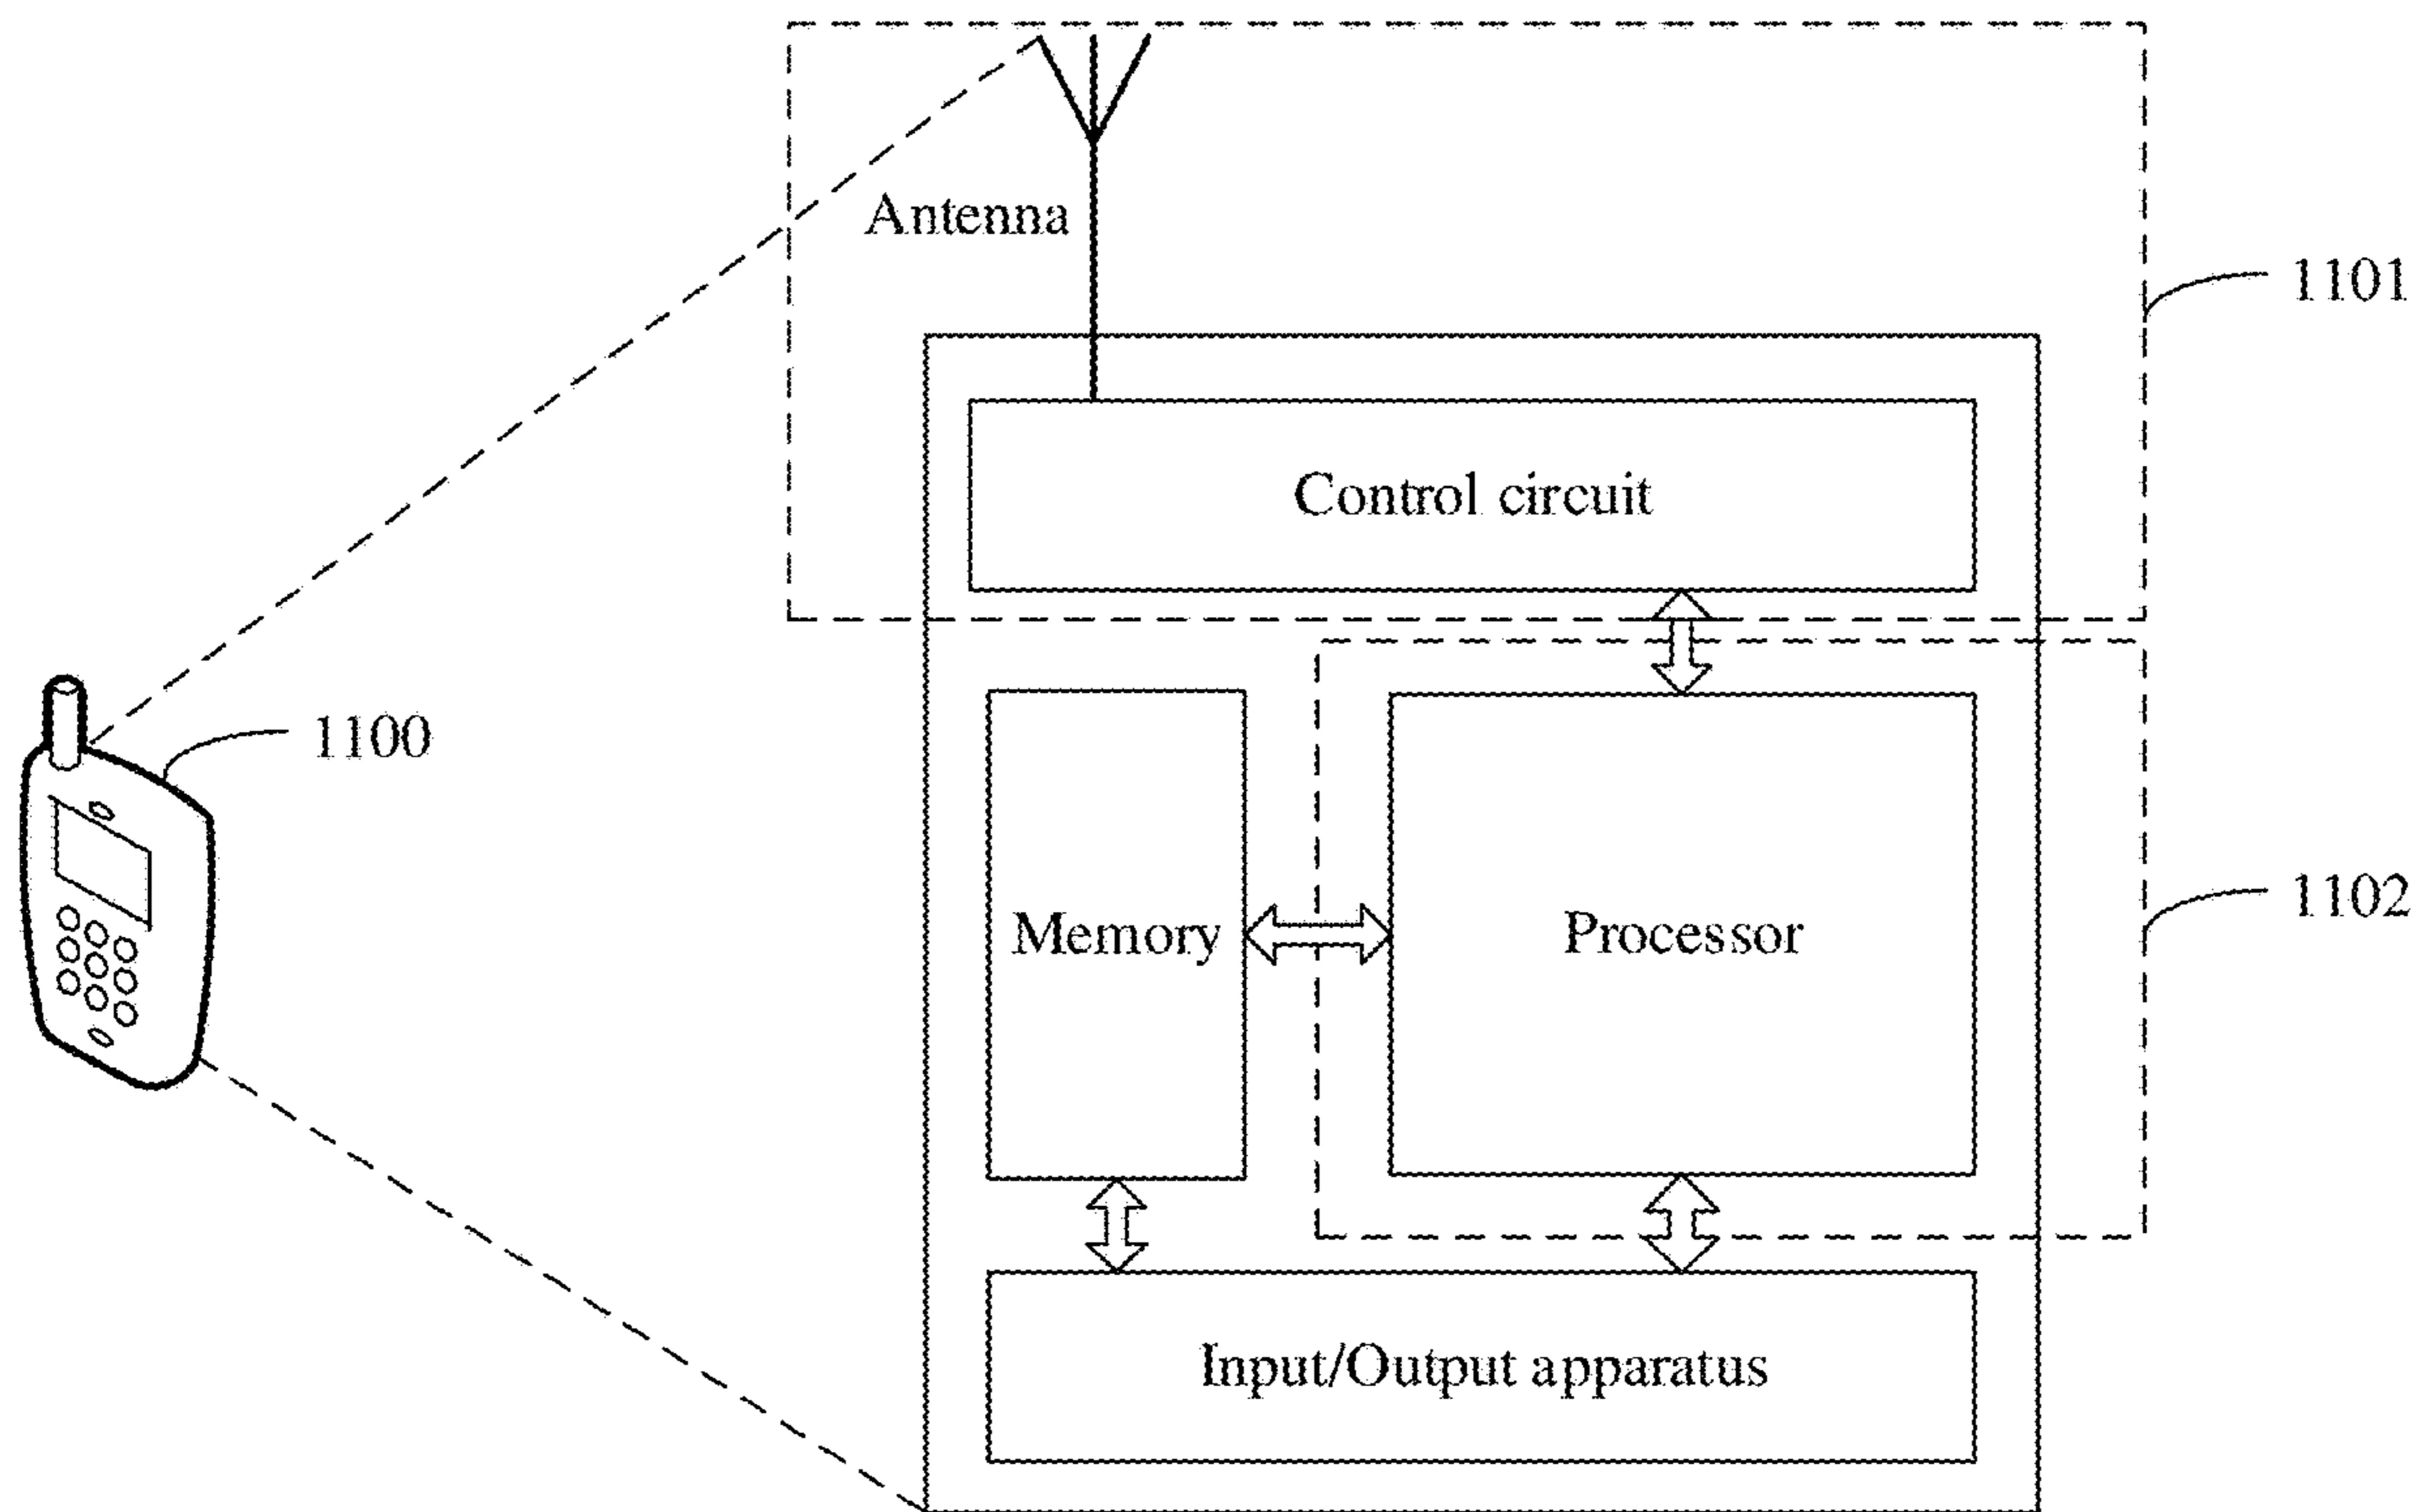 Antenna
1101
Control circuit
1100
Memory
Processor
1102
Input/Output apparatus